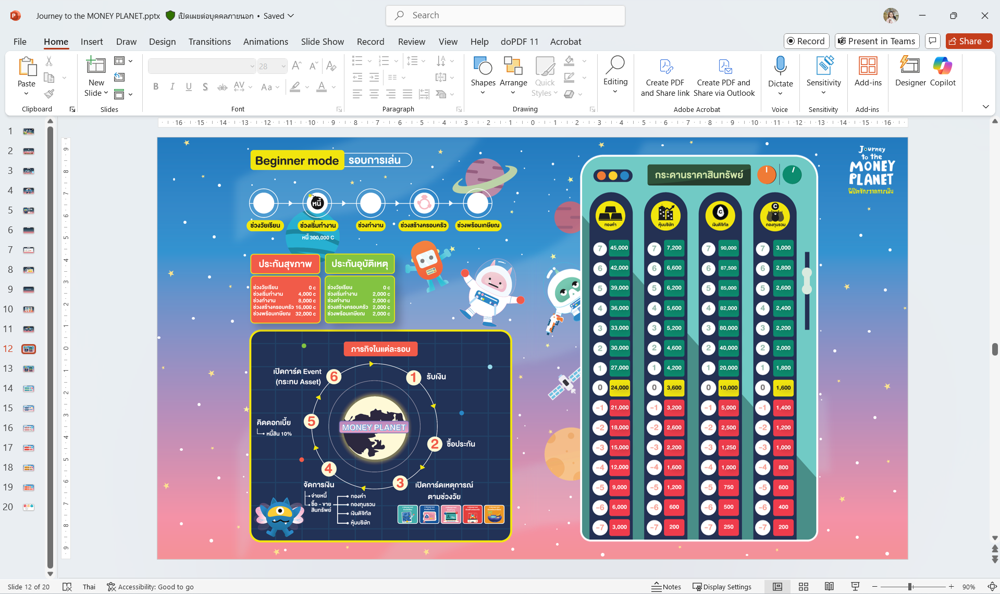 Journey to the MONEY PLANET.pptx เปิดเผยต่อบุคคลภายนอก • Saved
Search
File Home Insert Draw Design Transitions Animations Slide Show Record Review View Help doPDF 11 Acrobat
Record Present in Teams Share
Paste
New Slide
28
B I U S ab AV Aa A
Shapes Arrange Quick Styles
Editing
Create PDF and Share link
Create PDF and Share via Outlook
Dictate
Sensitivity
Add-ins
Designer Copilot
Clipboard Slides Font Paragraph Drawing Adobe Acrobat Voice Sensitivity Add-ins
16 15 14 13 12 11 10 9 8 7 6 5 4 3 2 1 0 1 2 3 4 5 6 7 8 9 10 11 12 13 14 15 16
9 8 7 6 5 4 3 2 1 0 1 2 3 4 5 6 7 8 9
1
2
3
4
5
6
7
8
9
10
11
12
13
14
15
16
17
18
19
20
Beginner mode รอบการเล่น
หนี้
ช่วงวัยเรียน ช่วงเริ่มทำงาน ช่วงทำงาน ช่วงสร้างครอบครัว ช่วงพร้อมเกษียณ
หนี้ 300,000 C
ประกันสุขภาพ
ช่วงวัยเรียน 0 c
ช่วงเริ่มทำงาน 4,000 c
ช่วงทำงาน 8,000 c
ช่วงสร้างครอบครัว 16,000 c
ช่วงพร้อมเกษียณ 32,000 c
ประกันอุบัติเหตุ
ช่วงวัยเรียน 0 c
ช่วงเริ่มทำงาน 2,000 c
ช่วงทำงาน 2,000 c
ช่วงสร้างครอบครัว 2,000 c
ช่วงพร้อมเกษียณ 2,000 c
ภารกิจในแต่ละรอบ
1 รับเงิน
2 ซื้อประกัน
3 เปิดการ์ดเหตุการณ์
ตามช่วงวัย
4
จัดการเงิน
จ่ายหนี้
ซื้อ - ขาย
สินทรัพย์
ทองคำ
กองทุนรวม
เงินดิจิทัล
หุ้นบริษัท
5 คิดดอกเบี้ย
หนี้สิน 10%
6 เปิดการ์ด Event
(กระทบ Asset)
MONEY PLANET
กระดานราคาสินทรัพย์
ทองคำ หุ้นบริษัท เงินดิจิทัล กองทุนรวม
7 45,000 7 7,200 7 90,000 7 3,000
6 42,000 6 6,600 6 87,500 6 2,800
5 39,000 5 6,200 5 85,000 5 2,600
4 36,000 4 5,600 4 82,000 4 2,400
3 33,000 3 5,200 3 80,000 3 2,200
2 30,000 2 4,600 2 40,000 2 2,000
1 27,000 1 4,200 1 20,000 1 1,800
0 24,000 0 3,600 0 10,000 0 1,600
-1 21,000 -1 3,200 -1 5,000 -1 1,400
-2 18,000 -2 2,600 -2 2,500 -2 1,200
-3 15,000 -3 2,200 -3 1,250 -3 1,000
-4 12,000 -4 1,600 -4 1,000 -4 800
-5 9,000 -5 1,200 -5 750 -5 600
-6 6,000 -6 600 -6 500 -6 400
-7 3,000 -7 200 -7 250 -7 200
Journey
to the
MONEY
PLANET
พิชิตจักรวาลการเงิน
Slide 12 of 20 Thai Accessibility: Good to go Notes Display Settings 90%